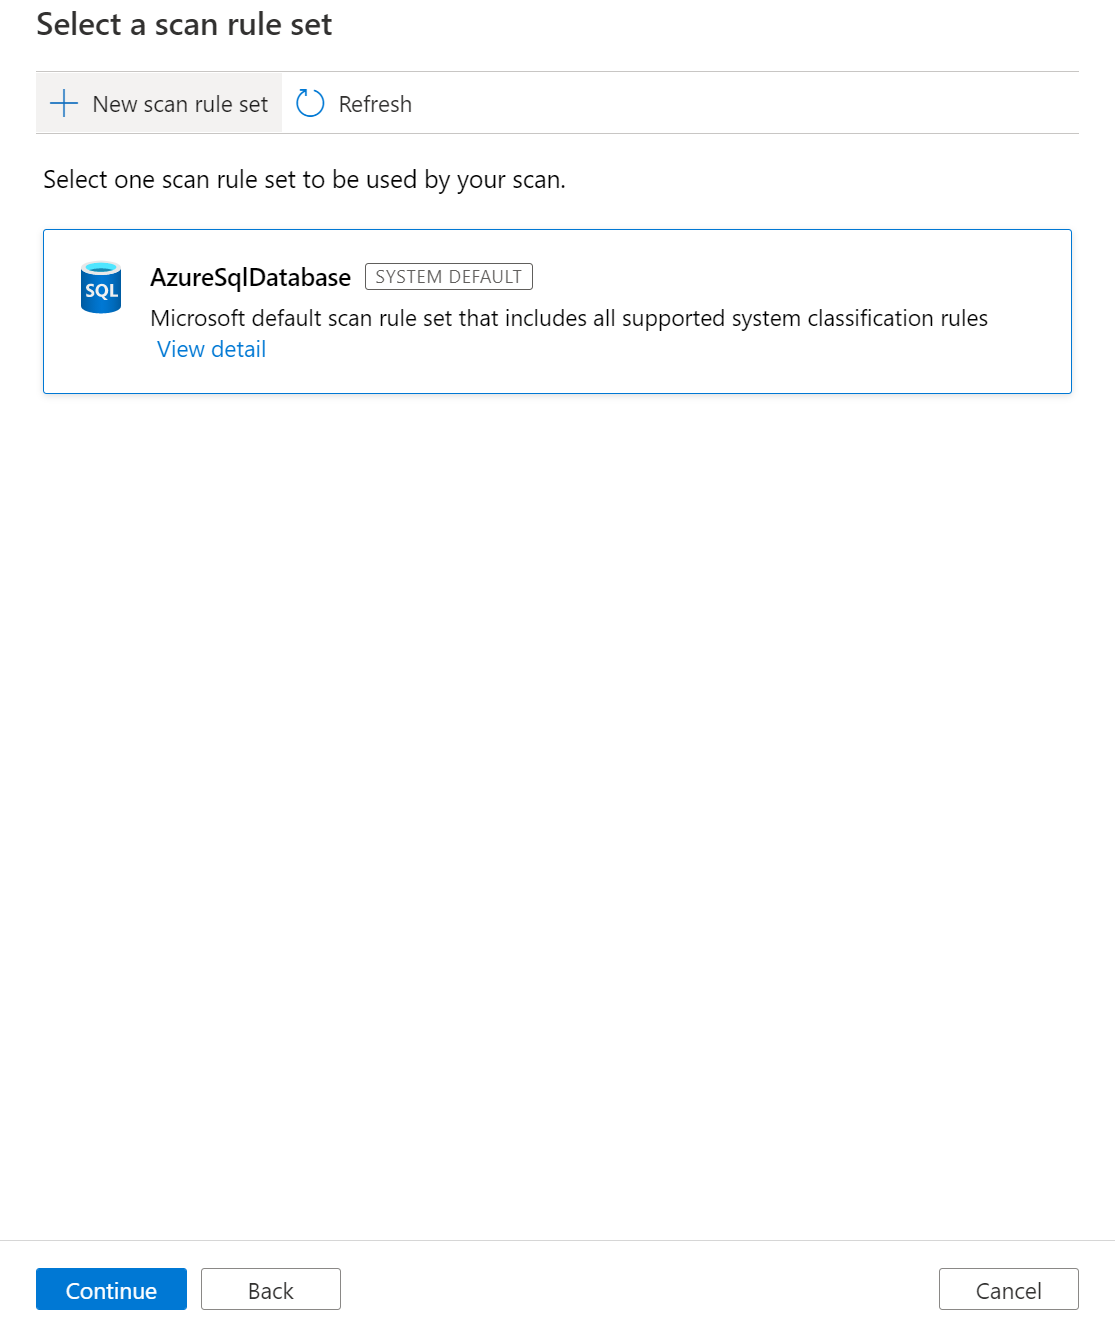 Select a scan rule set
New scan rule set Refresh
Select one scan rule set to be used by your scan.
SQL
AzureSqlDatabase SYSTEM DEFAULT
Microsoft default scan rule set that includes all supported system classification rules
View detail
Continue Back Cancel